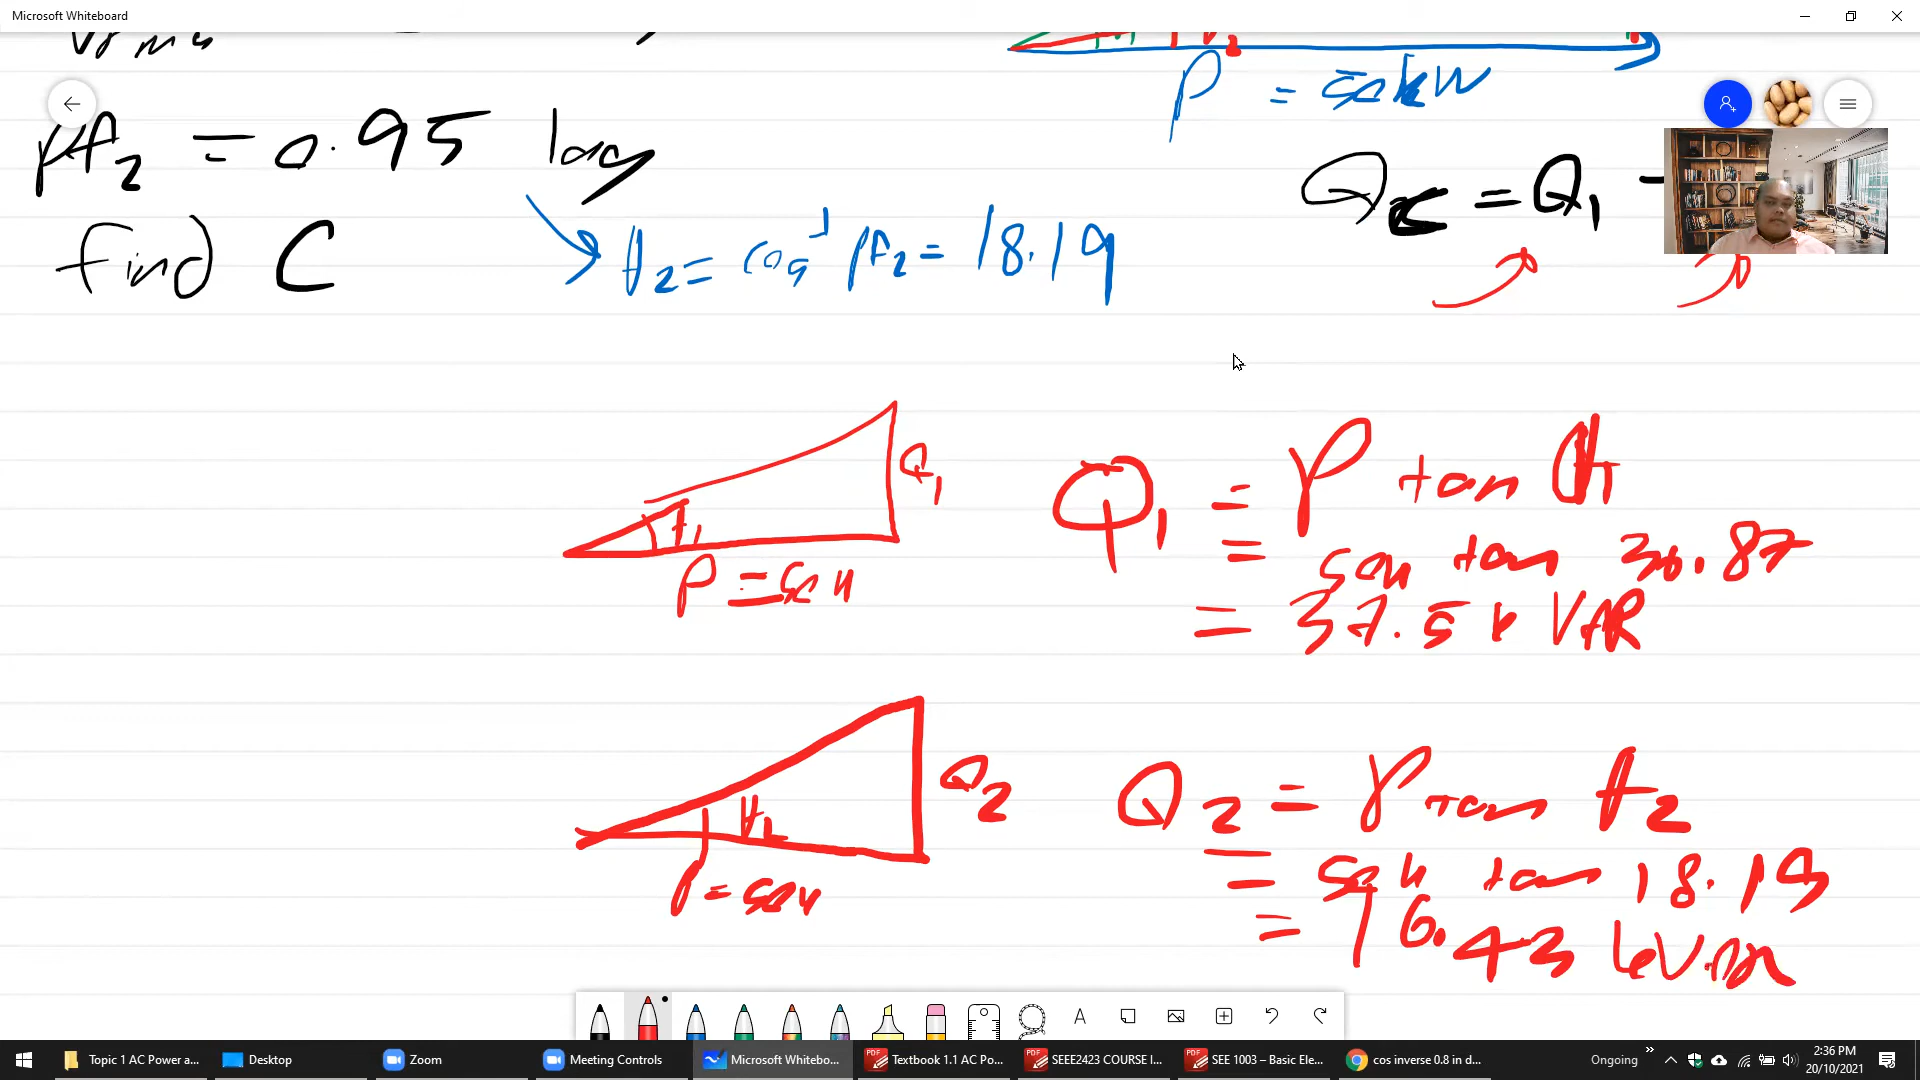 Microsoft Whiteboard
Vrms
P = 50kW
pf2 = 0.95 lag
Qc = Q1 -
find C
θ2 = cos-1 pf2 = 18.19
θ1
Q1
P = 50k
Q1 = P tan θ1
= 50k tan 36.87
= 37.5 k VAR
θ2
Q2
P = 50k
Q2 = P tan θ2
= 50k tan 18.19
= 16.43 kVAR
A
Topic 1 AC Power a...
Desktop
Zoom
Meeting Controls
Microsoft Whitebo...
Textbook 1.1 AC Po...
SEEE2423 COURSE I...
SEE 1003 – Basic Ele...
cos inverse 0.8 in d...
Ongoing
2:36 PM
20/10/2021